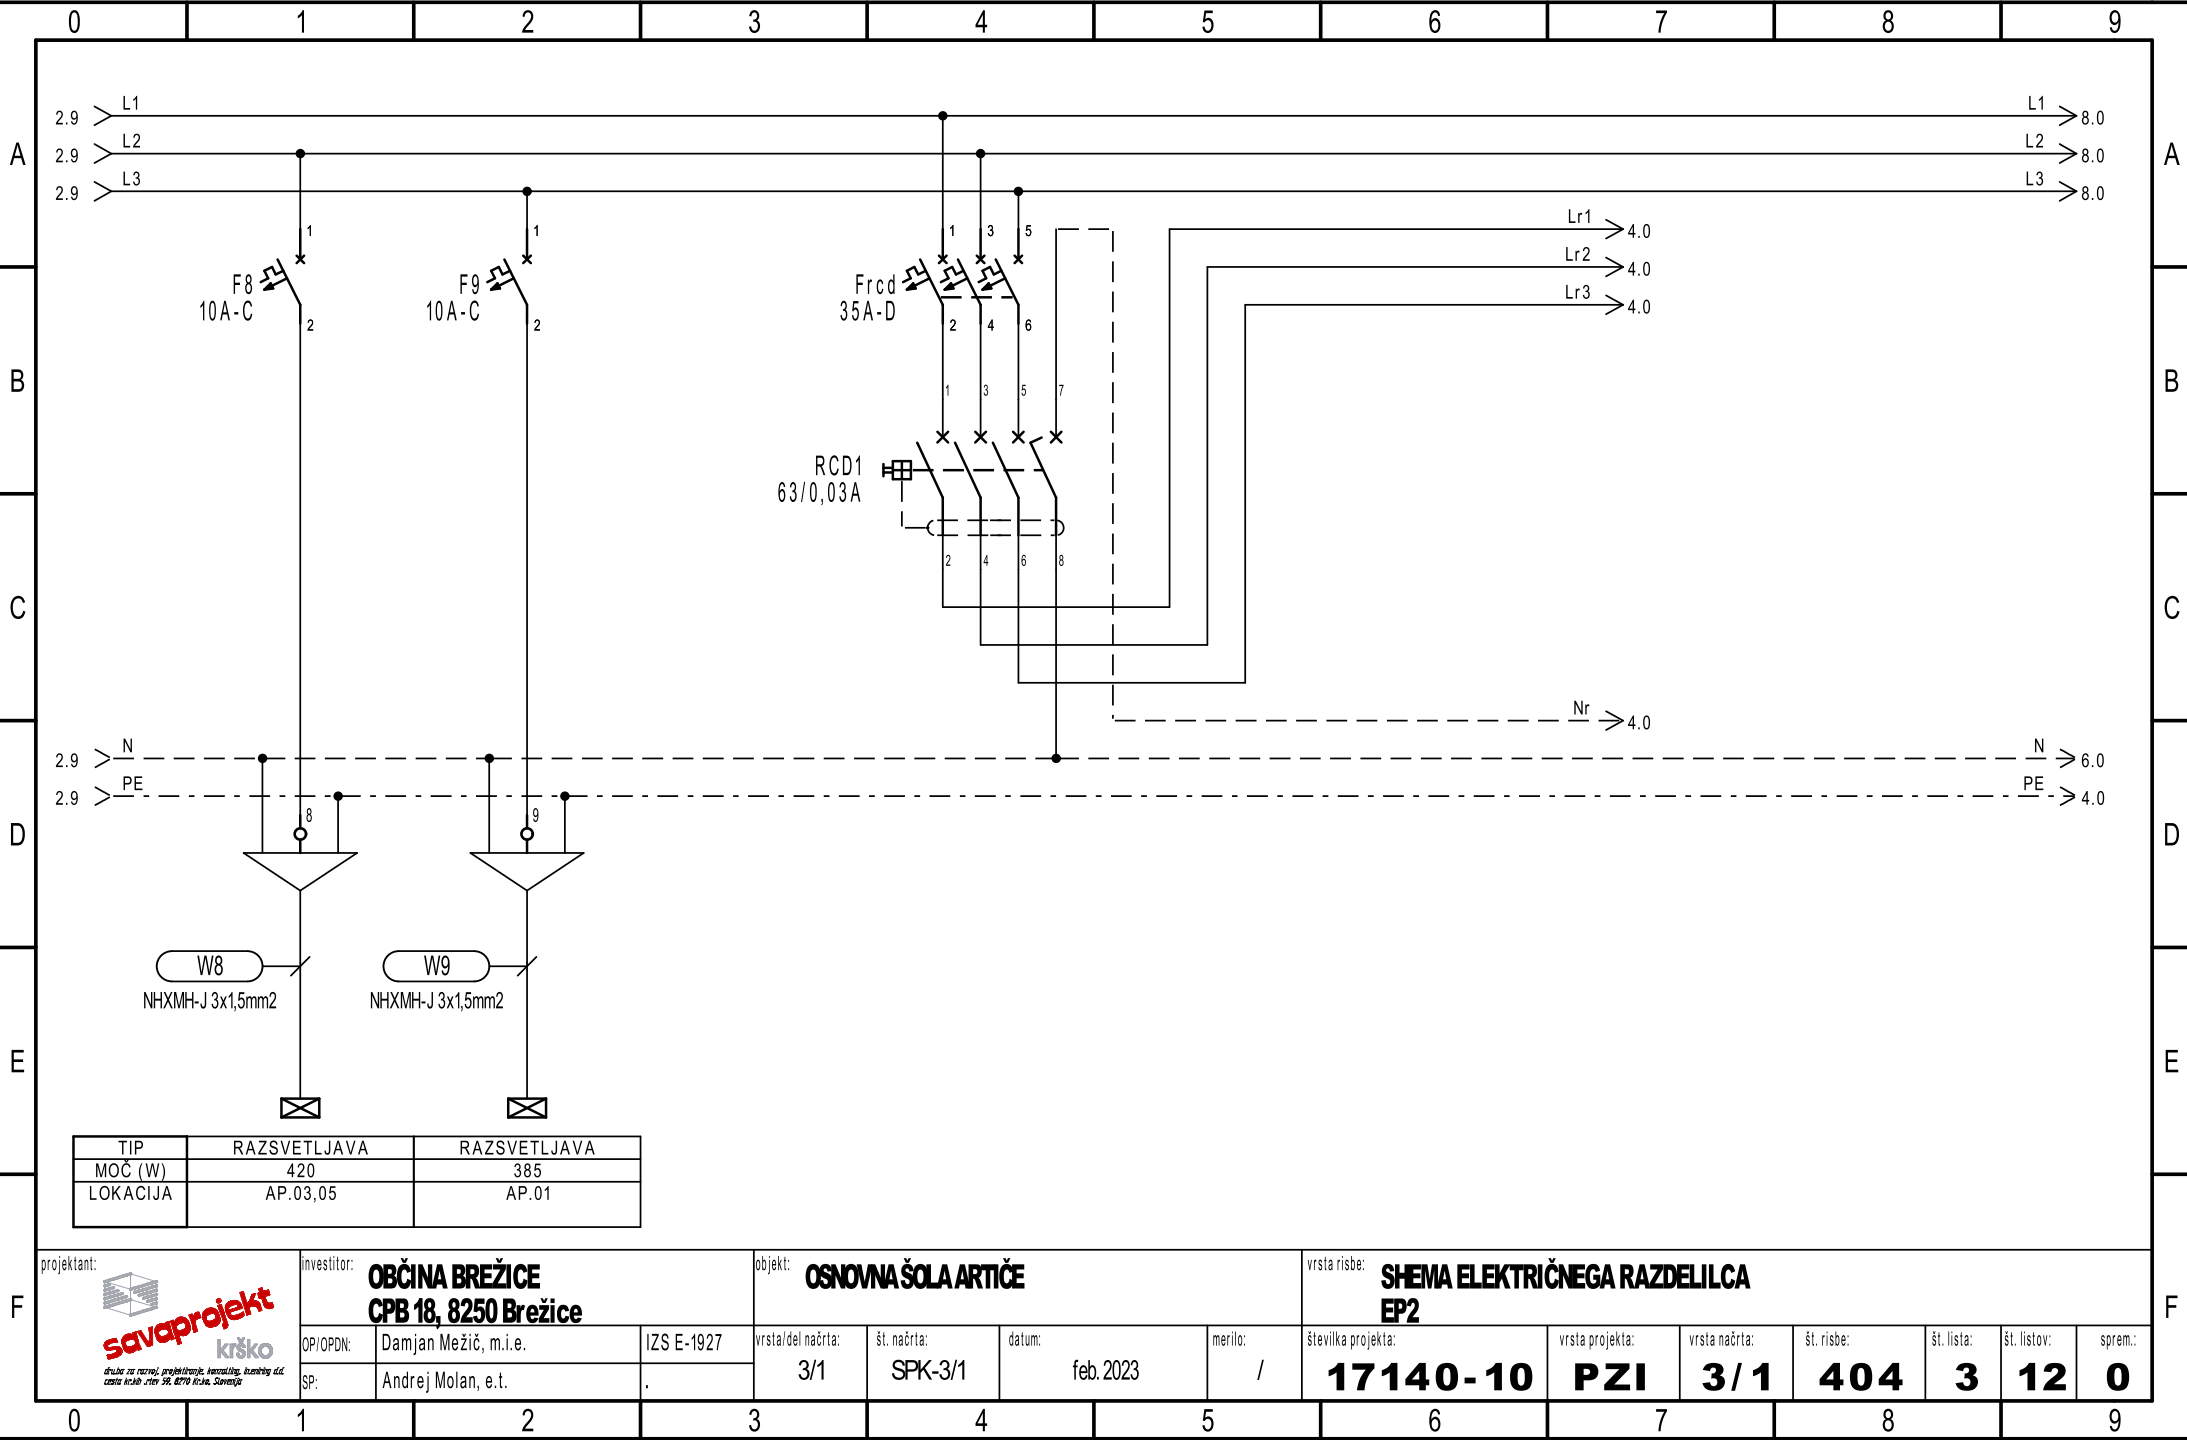 0 1 2 3 4 5 6 7 8 9
2.9 L1 L1 8.0
A 2.9 L2 L2 8.0 A
2.9 L3 L3 8.0
Lr1 4.0
Lr2 4.0
Lr3 4.0
1 1 1 3 5
F8 F9 Frcd
10A-C 10A-C 35A-D
2 2 2 4 6
B B
1 3 5 7
RCD1
63/0,03A
2 4 6 8
C C
Nr 4.0
2.9 N N 6.0
2.9 PE PE 4.0
8 9
D D
W8 W9
NHXMH-J 3x1,5mm2 NHXMH-J 3x1,5mm2
E E
TIP RAZSVETLJAVA RAZSVETLJAVA
MOČ (W) 420 385
LOKACIJA AP.03,05 AP.01
F F
projektant:
savaprojekt
krško
investitor: OBČINA BREŽICE
CPB 18, 8250 Brežice
OP/OPDN: Damjan Mežič, m.i.e. IZS E-1927
SP: Andrej Molan, e.t. .
objekt: OSNOVNA ŠOLA ARTIČE
vrsta/del načrta: št. načrta: datum: merilo:
3/1 SPK-3/1 feb. 2023 /
vrsta risbe: SHEMA ELEKTRIČNEGA RAZDELILCA
EP2
številka projekta: vrsta projekta: vrsta načrta: št. risbe: št. lista: št. listov: sprem.:
17140-10 PZI 3/1 404 3 12 0
0 1 2 3 4 5 6 7 8 9